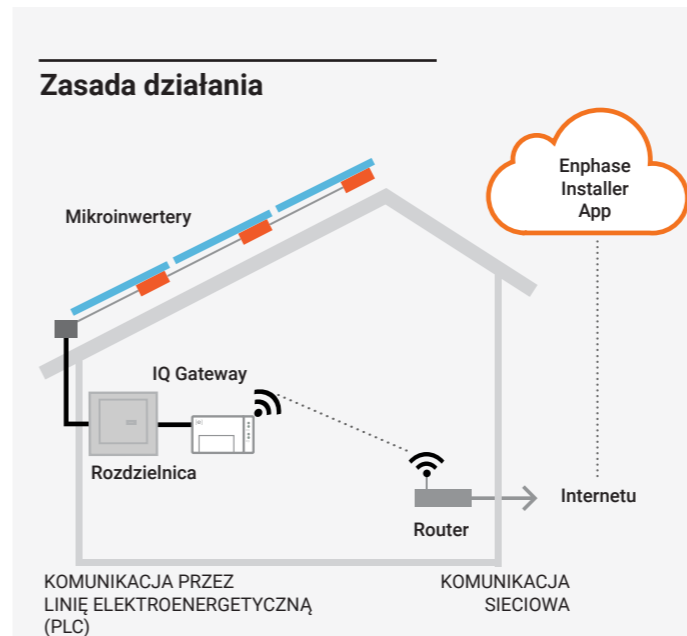 Zasada działania
Enphase
Installer
App
Mikroinwertery
IQ Gateway
Rozdzielnica
Router
Internetu
KOMUNIKACJA PRZEZ
LINIĘ ELEKTROENERGETYCZNĄ
(PLC)
KOMUNIKACJA
SIECIOWA